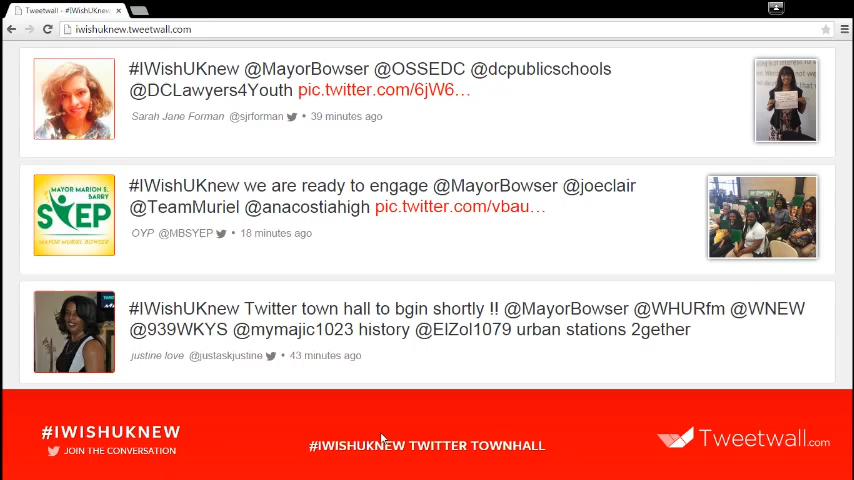 Tweetwall - #IWishUKnew
iwishuknew.tweetwall.com
#IWishUKnew @MayorBowser @OSSEDC @dcpublicschools
@DCLawyers4Youth pic.twitter.com/6jW6…
Sarah Jane Forman @sjrforman • 39 minutes ago
MAYOR MARION S.
BARRY
SYEP
MAYOR MURIEL BOWSER
#IWishUKnew we are ready to engage @MayorBowser @joeclair
@TeamMuriel @anacostiahigh pic.twitter.com/vbau…
OYP @MBSYEP • 18 minutes ago
#IWishUKnew Twitter town hall to bgin shortly !! @MayorBowser @WHURfm @WNEW
@939WKYS @mymajic1023 history @ElZol1079 urban stations 2gether
justine love @justaskjustine • 43 minutes ago
#IWISHUKNEW
JOIN THE CONVERSATION
#IWISHUKNEW TWITTER TOWNHALL
Tweetwall.com